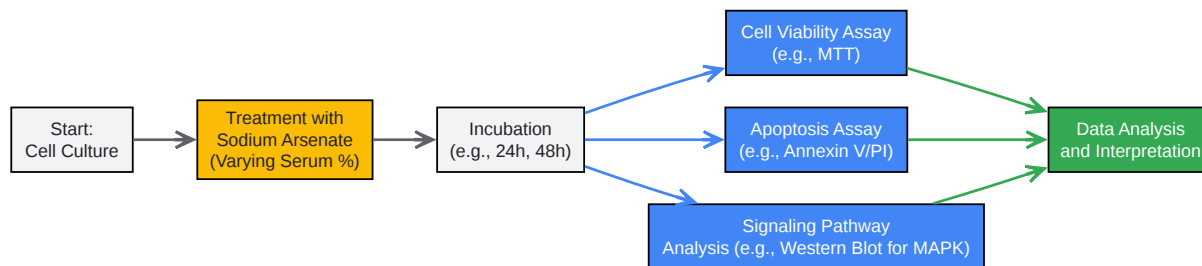 Start:
Cell Culture
Treatment with
Sodium Arsenate
(Varying Serum %)
Incubation
(e.g., 24h, 48h)
Cell Viability Assay
(e.g., MTT)
Apoptosis Assay
(e.g., Annexin V/PI)
Signaling Pathway
Analysis (e.g., Western Blot for MAPK)
Data Analysis
and Interpretation